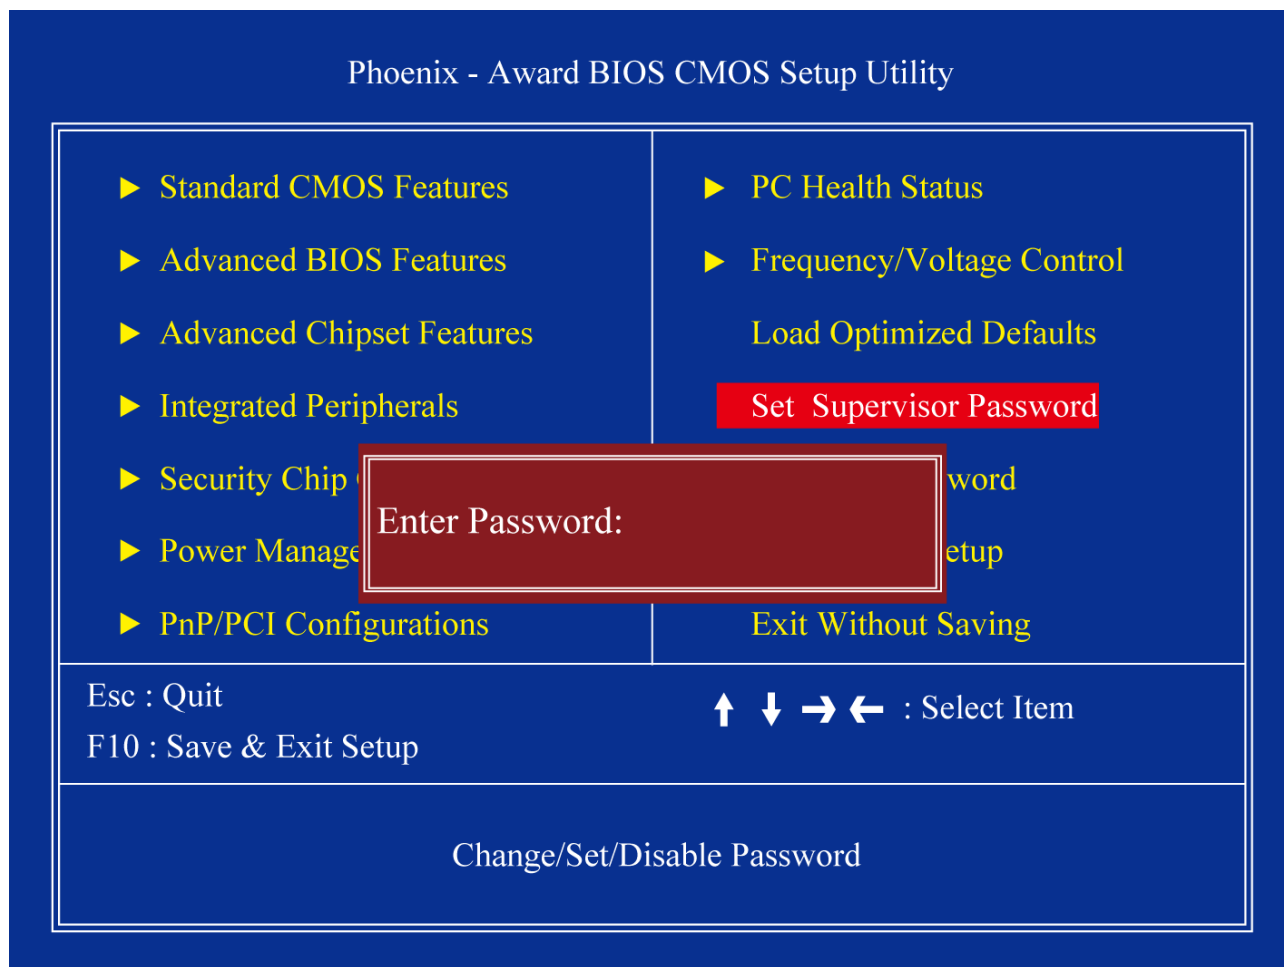 Phoenix - Award BIOS CMOS Setup Utility
Standard CMOS Features
Advanced BIOS Features
Advanced Chipset Features
Integrated Peripherals
Security Chip
Power Manage
PnP/PCI Configurations
PC Health Status
Frequency/Voltage Control
Load Optimized Defaults
Set Supervisor Password
word
etup
Exit Without Saving
Enter Password:
Esc : Quit
F10 : Save & Exit Setup
: Select Item
Change/Set/Disable Password